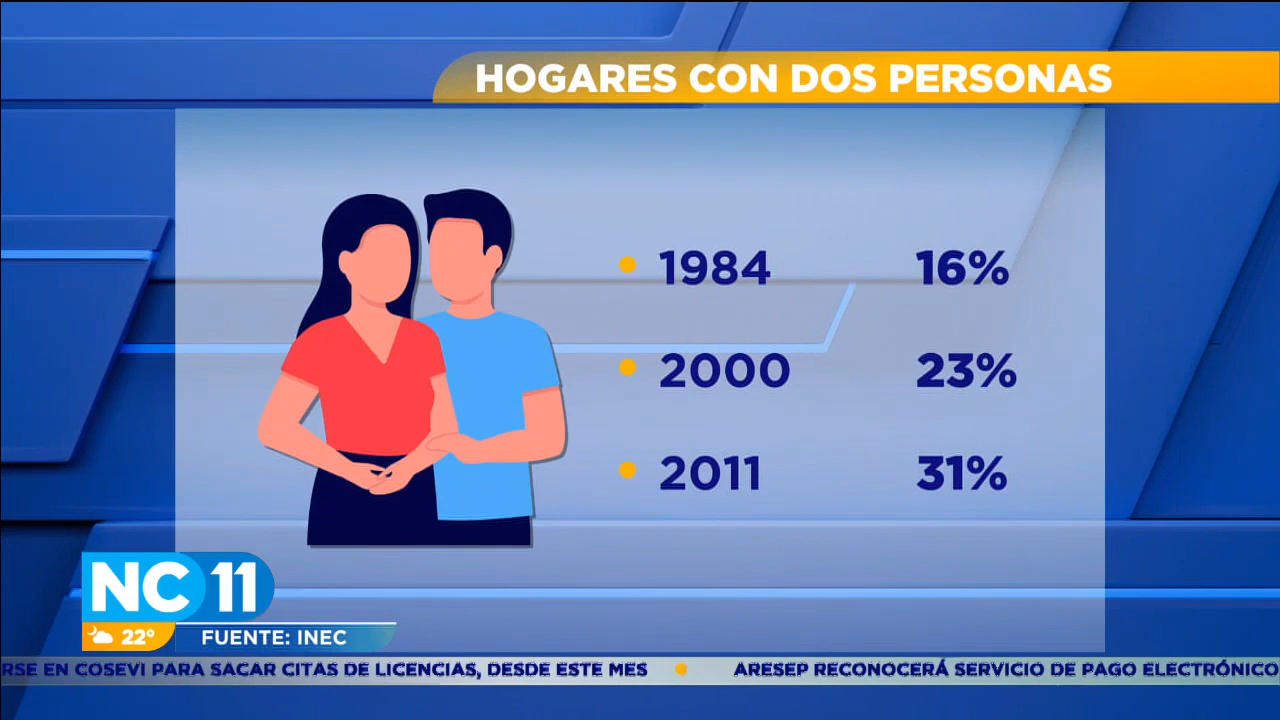 HOGARES CON DOS PERSONAS
1984 16%
2000 23%
2011 31%
NC 11
22°
FUENTE: INEC
RSE EN COSEVI PARA SACAR CITAS DE LICENCIAS, DESDE ESTE MES
ARESEP RECONOCERÁ SERVICIO DE PAGO ELECTRÓNICO